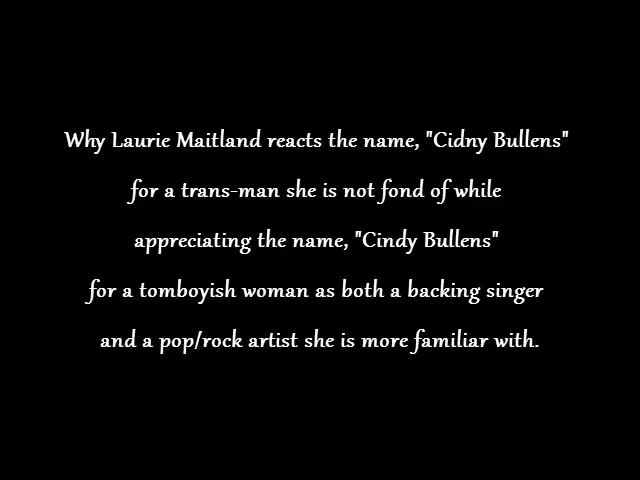 Why Laurie Maitland reacts the name, "Cidny Bullens"
for a trans-man she is not fond of while
appreciating the name, "Cindy Bullens"
for a tomboyish woman as both a backing singer
and a pop/rock artist she is more familiar with.